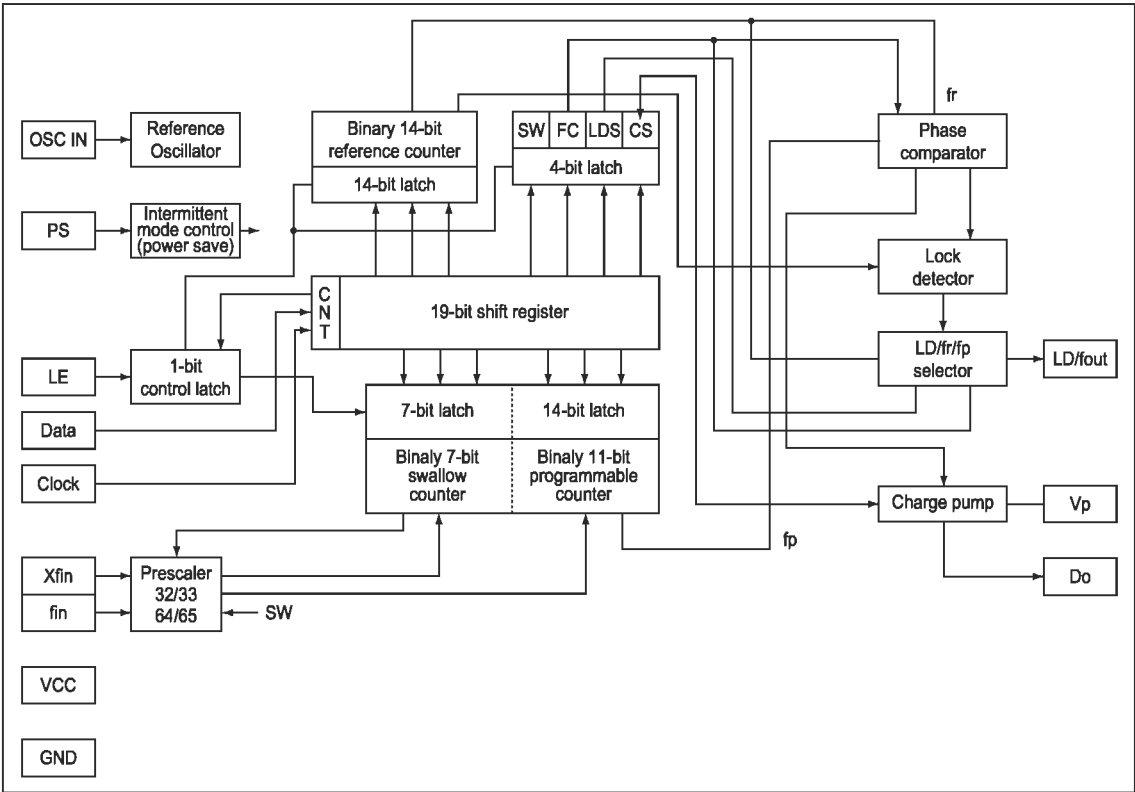 fr
OSC IN
Reference
Oscillator
Binary 14-bit
reference counter
14-bit latch
SW FC LDS CS
4-bit latch
Phase
comparator
PS
Intermittent
mode control
(power save)
Lock
detector
C
N
T
19-bit shift register
LE
1-bit
control latch
LD/fr/fp
selector
LD/fout
7-bit latch
14-bit latch
Data
Clock
Binaly 7-bit
swallow
counter
Binaly 11-bit
programmable
counter
Charge pump
Vp
fp
Xfin
fin
Prescaler
32/33
64/65
SW
Do
VCC
GND